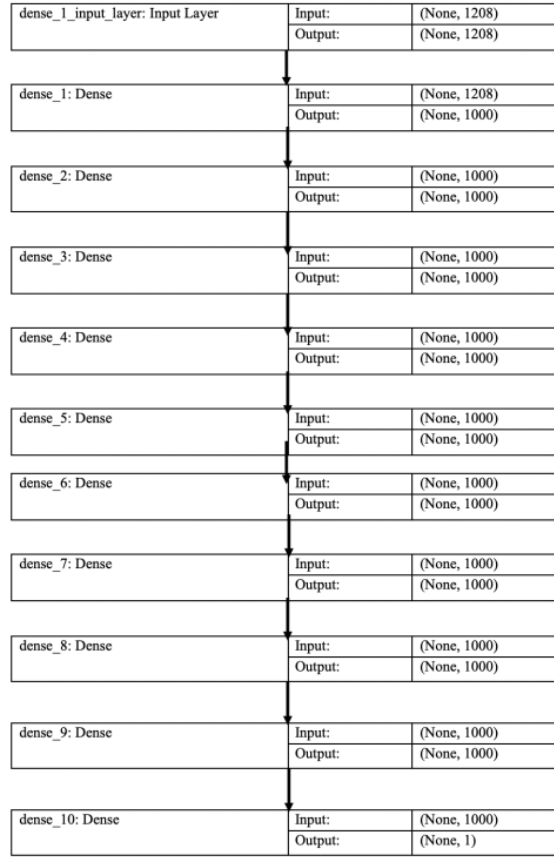 dense_1_input_layer: Input Layer Input: (None, 1208)
Output: (None, 1208)
dense_1: Dense Input: (None, 1208)
Output: (None, 1000)
dense_2: Dense Input: (None, 1000)
Output: (None, 1000)
dense_3: Dense Input: (None, 1000)
Output: (None, 1000)
dense_4: Dense Input: (None, 1000)
Output: (None, 1000)
dense_5: Dense Input: (None, 1000)
Output: (None, 1000)
dense_6: Dense Input: (None, 1000)
Output: (None, 1000)
dense_7: Dense Input: (None, 1000)
Output: (None, 1000)
dense_8: Dense Input: (None, 1000)
Output: (None, 1000)
dense_9: Dense Input: (None, 1000)
Output: (None, 1000)
dense_10: Dense Input: (None, 1000)
Output: (None, 1)